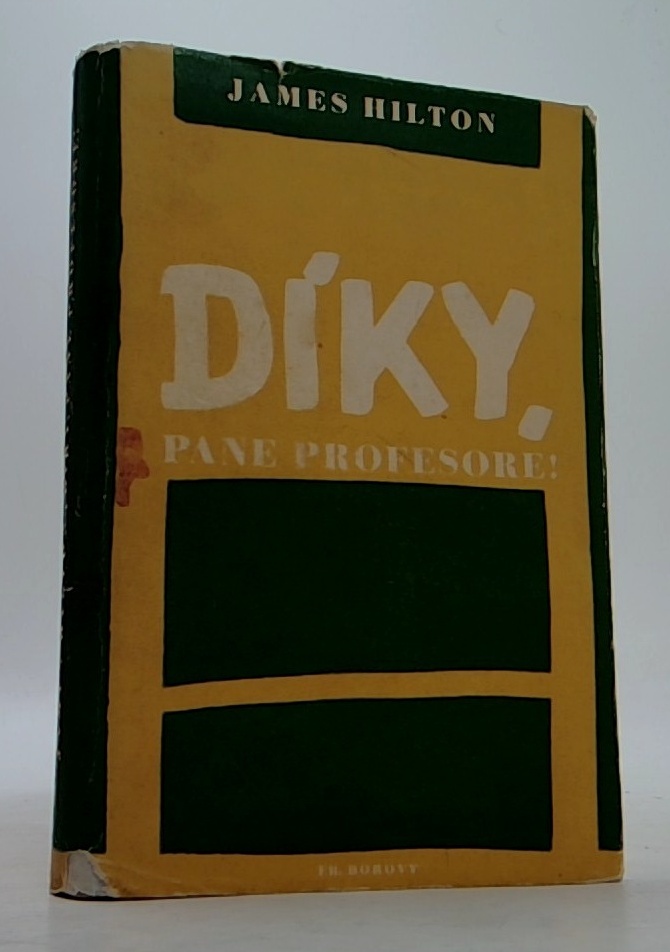 JAMES HILTON
DÍKY,
PANE PROFESORE!
FR. BOROVÝ